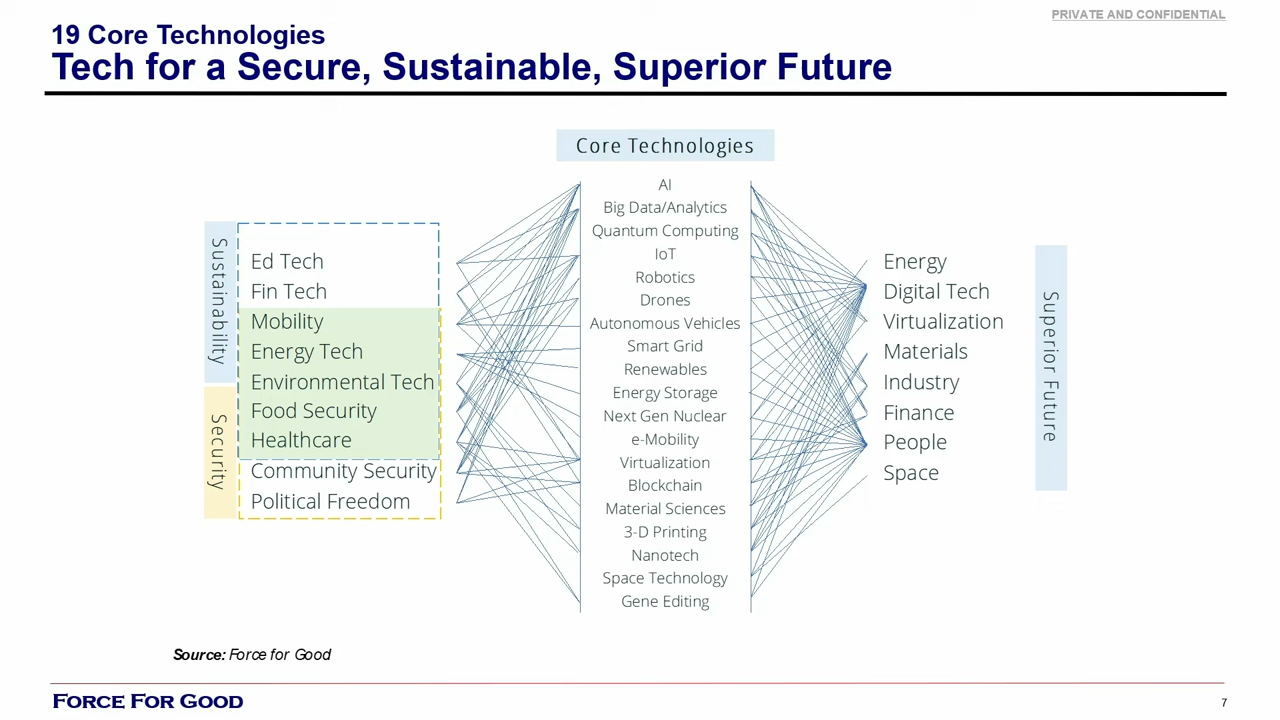 PRIVATE AND CONFIDENTIAL
19 Core Technologies
Tech for a Secure, Sustainable, Superior Future
Core Technologies
Sustainability
Security
Ed Tech
Fin Tech
Mobility
Energy Tech
Environmental Tech
Food Security
Healthcare
Community Security
Political Freedom
AI
Big Data/Analytics
Quantum Computing
IoT
Robotics
Drones
Autonomous Vehicles
Smart Grid
Renewables
Energy Storage
Next Gen Nuclear
e-Mobility
Virtualization
Blockchain
Material Sciences
3-D Printing
Nanotech
Space Technology
Gene Editing
Energy
Digital Tech
Virtualization
Materials
Industry
Finance
People
Space
Superior Future
Source: Force for Good
FORCE FOR GOOD
7